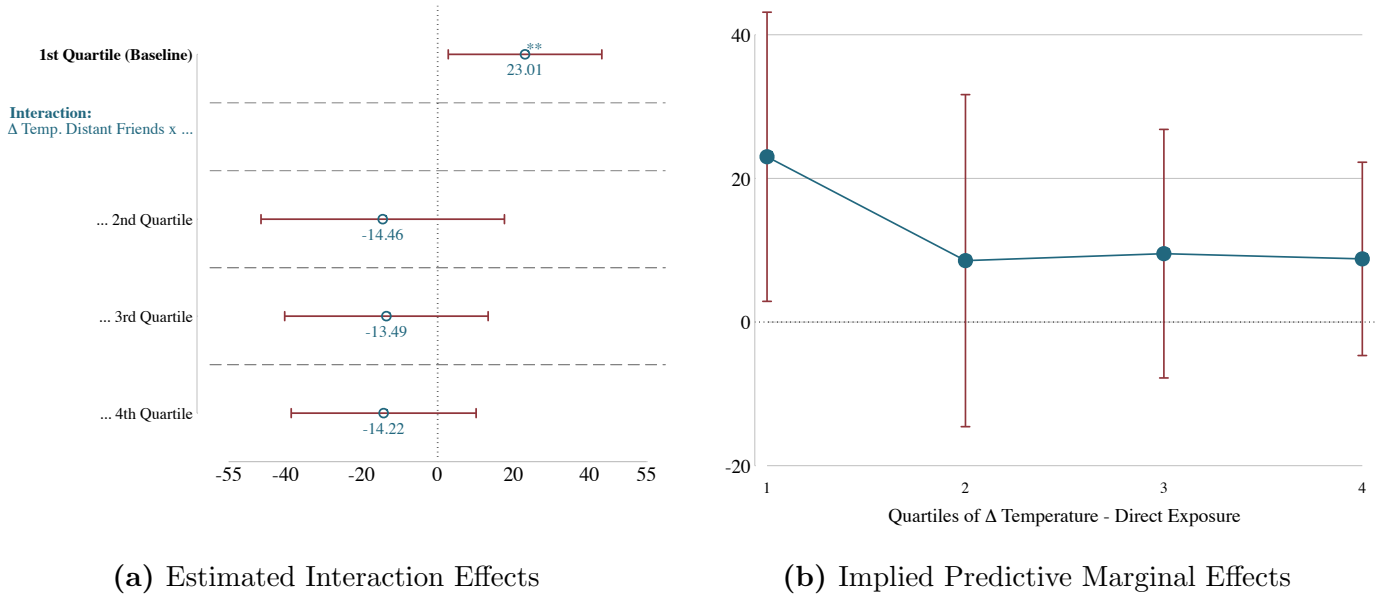 1st Quartile (Baseline)
**
23.01
Interaction:
Δ Temp. Distant Friends x ...
... 2nd Quartile
-14.46
... 3rd Quartile
-13.49
... 4th Quartile
-14.22
-55 -40 -20 0 20 40 55
(a) Estimated Interaction Effects
40
20
0
-20
1 2 3 4
Quartiles of Δ Temperature - Direct Exposure
(b) Implied Predictive Marginal Effects